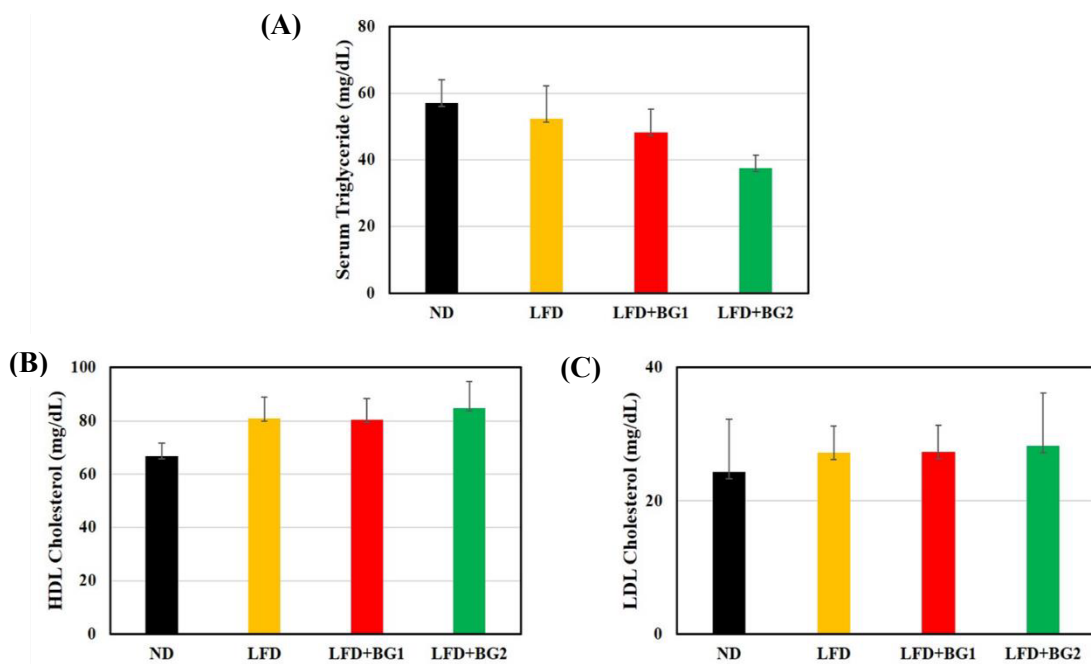 (A)
Serum Triglyceride (mg/dL)
80
60
40
20
0
ND LFD LFD+BG1 LFD+BG2
(B)
HDL Cholesterol (mg/dL)
100
80
60
40
20
0
ND LFD LFD+BG1 LFD+BG2
(C)
LDL Cholesterol (mg/dL)
40
20
0
ND LFD LFD+BG1 LFD+BG2